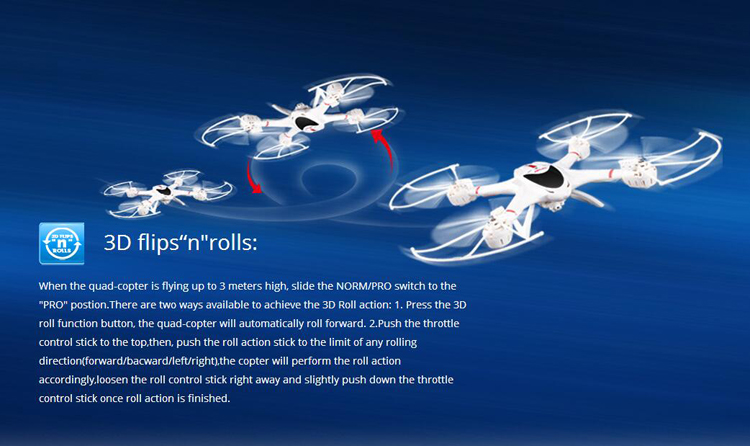 3D FLIPS
"n"
ROLLS
3D flips“n"rolls:
When the quad-copter is flying up to 3 meters high, slide the NORM/PRO switch to the
"PRO" postion.There are two ways available to achieve the 3D Roll action: 1. Press the 3D
roll function button, the quad-copter will automatically roll forward. 2.Push the throttle
control stick to the top,then, push the roll action stick to the limit of any rolling
direction(forward/bacward/left/right),the copter will perform the roll action
accordingly,loosen the roll control stick right away and slightly push down the throttle
control stick once roll action is finished.